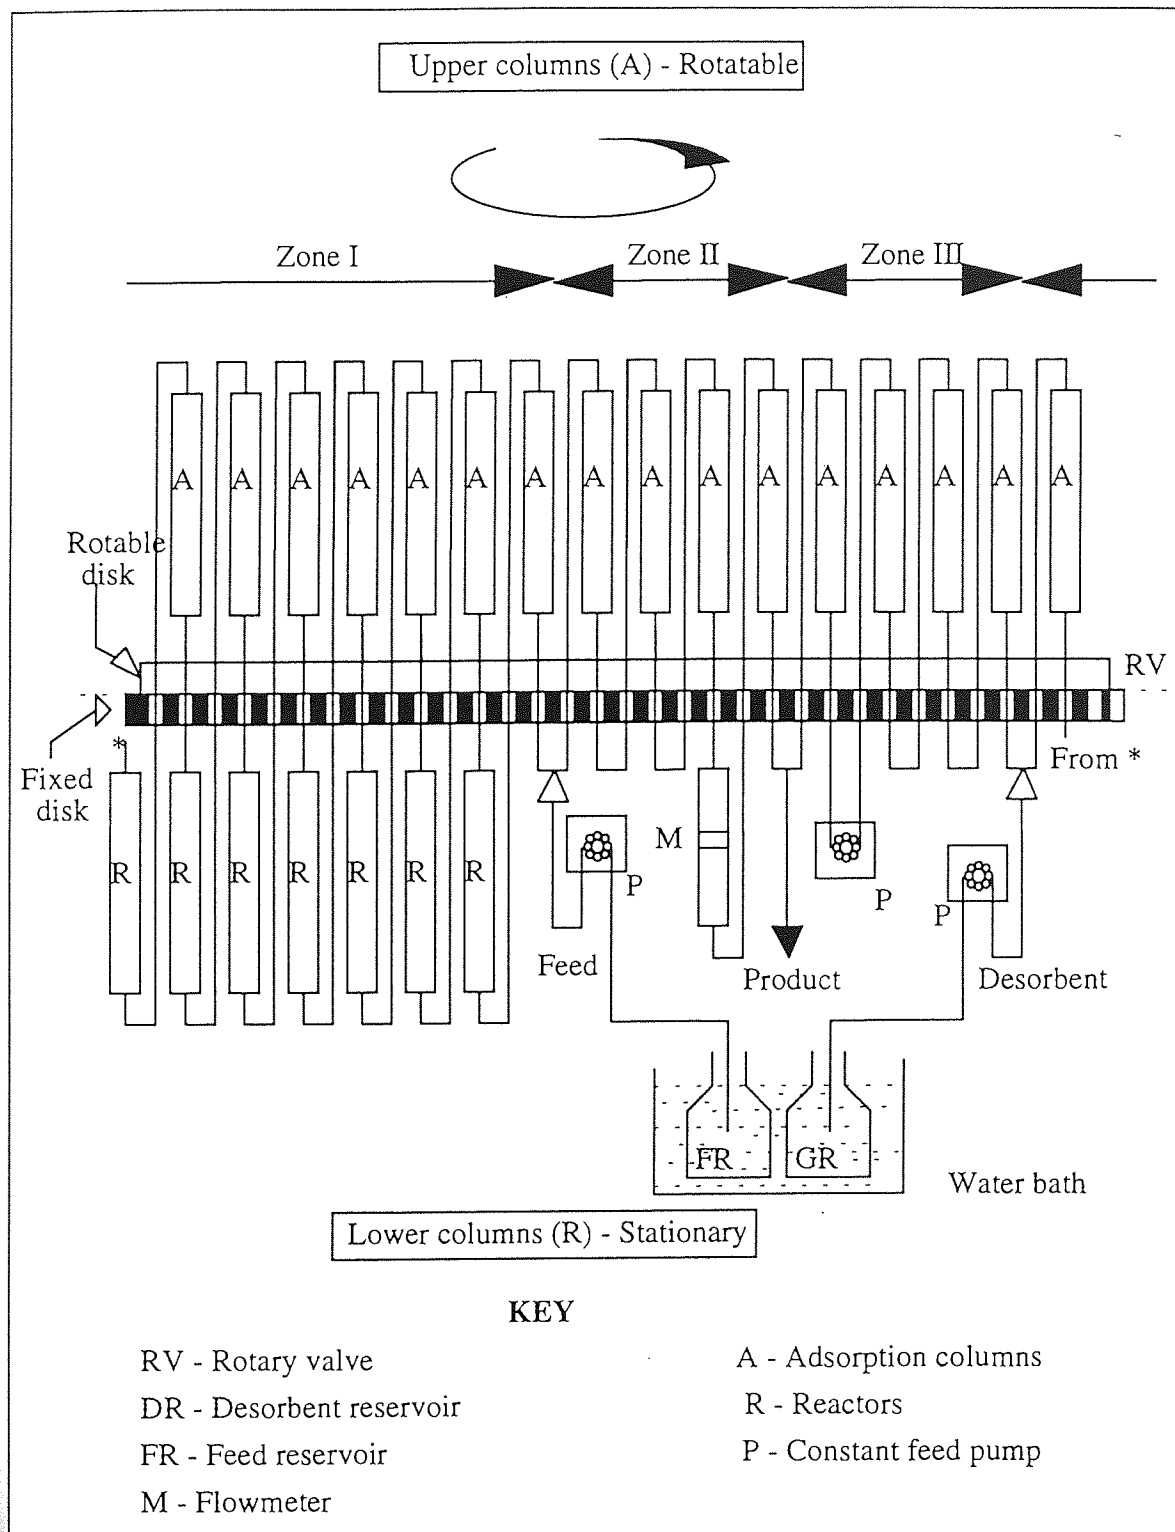 Upper columns (A) - Rotatable
Zone I
Zone II
Zone III
A A A A A A A A A A A A A A A A
Rotable
disk
RV
*
From *
Fixed
disk
R R R R R R R
M
P
P
P
Feed
Product
Desorbent
FR
GR
Water bath
Lower columns (R) - Stationary
KEY
RV - Rotary valve
A - Adsorption columns
DR - Desorbent reservoir
R - Reactors
FR - Feed reservoir
P - Constant feed pump
M - Flowmeter